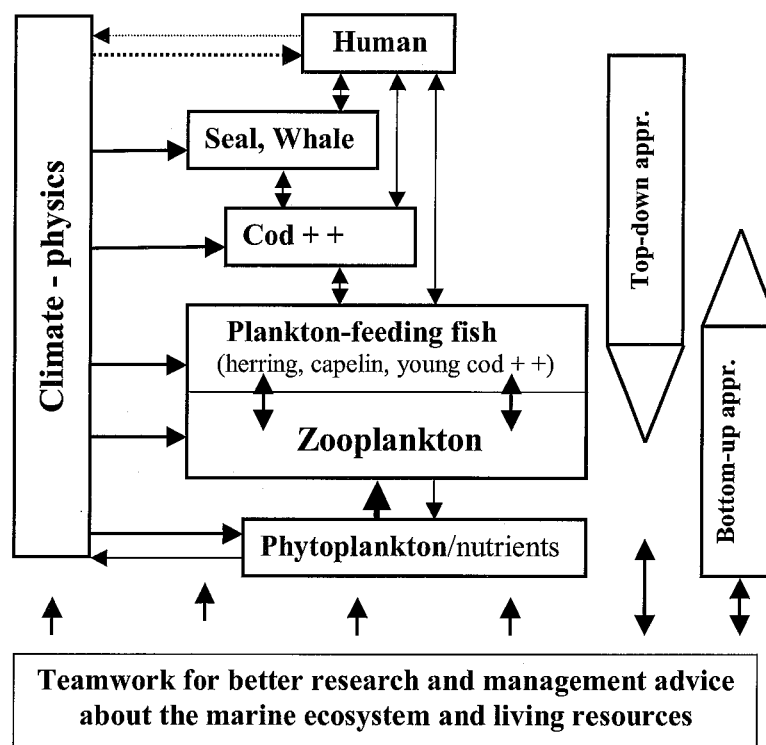 Human
Seal, Whale
Cod + +
Climate - physics
Plankton-feeding fish
(herring, capelin, young cod + +)
Zooplankton
Phytoplankton/nutrients
Top-down appr.
Bottom-up appr.
Teamwork for better research and management advice
about the marine ecosystem and living resources